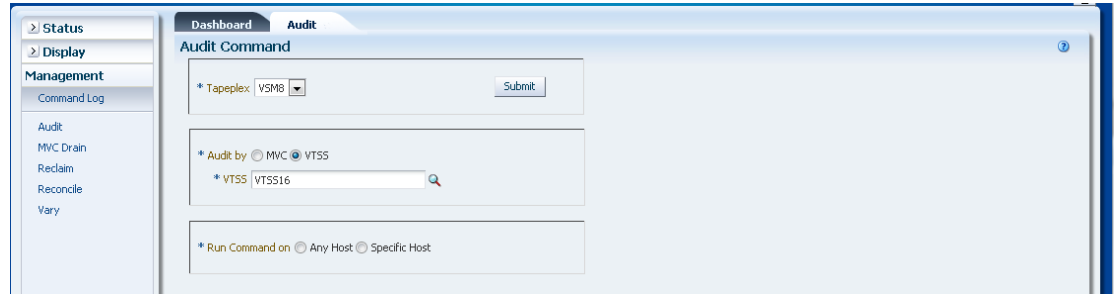 Status
Display
Management
Command Log
Audit
MVC Drain
Reclaim
Reconcile
Vary
Dashboard Audit
Audit Command
* Tapeplex VSM8 Submit
* Audit by MVC VTSS
* VTSS VTSS16
* Run Command on Any Host Specific Host